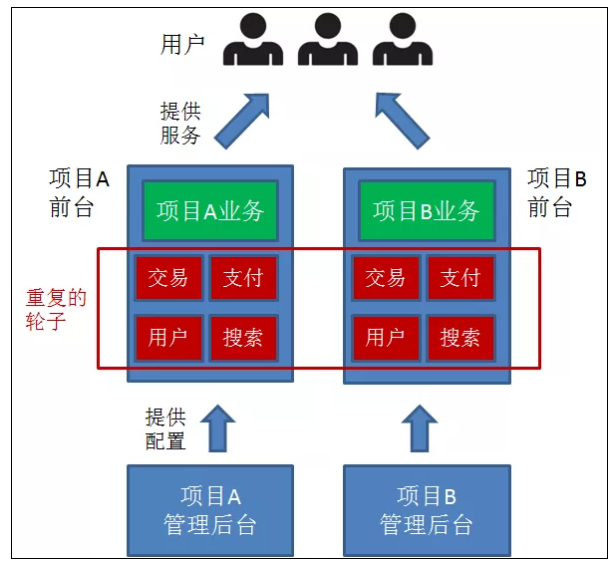 用户
提供
服务
项目A
前台
项目B
前台
项目A业务
项目B业务
交易
支付
交易
支付
重复的
轮子
用户
搜索
用户
搜索
提供
配置
项目A
管理后台
项目B
管理后台